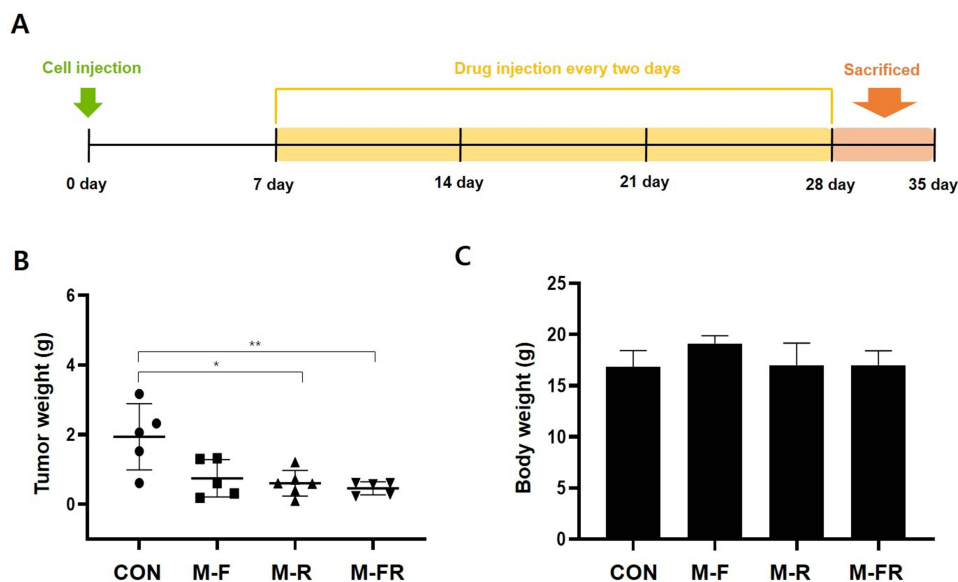 A
Cell injection
Drug injection every two days
Sacrificed
0 day
7 day
14 day
21 day
28 day
35 day
B
Tumor weight (g)
6
4
2
0
**
*
CON
M-F
M-R
M-FR
C
Body weight (g)
25
20
15
10
5
0
CON
M-F
M-R
M-FR